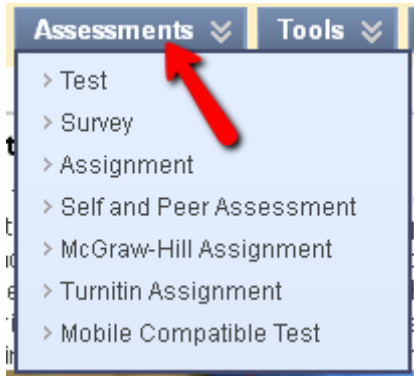 Assessments Tools
> Test
> Survey
> Assignment
> Self and Peer Assessment
> McGraw-Hill Assignment
> Turnitin Assignment
> Mobile Compatible Test